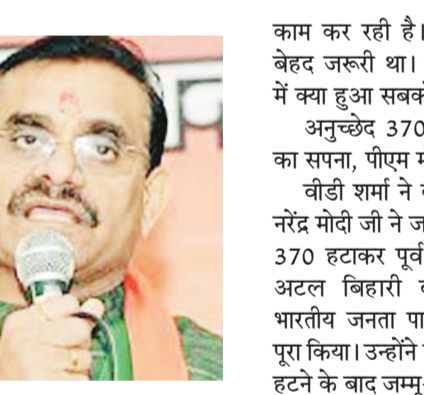 काम कर रही है।
बेहद जरूरी था।
में क्या हुआ
अनुच्छेद 370
का सपना, पीएम
वीडी शर्मा ने
नरेंद्र मोदी जी ने
370 हटाकर पूर्व
अटल बिहारी
भारतीय जनता
पूरा किया। उन्होंने
हटने के बाद जम्मू-